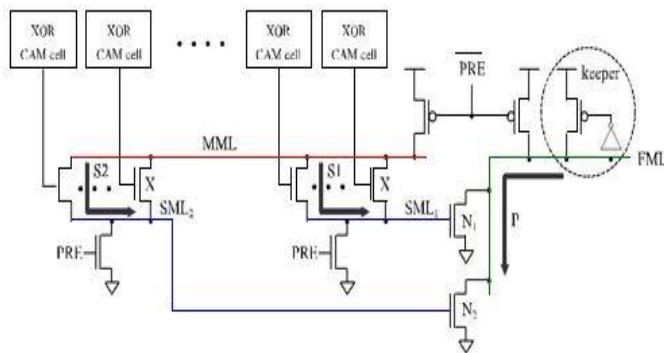 XOR
CAM cell
XOR
CAM cell
XOR
CAM cell
XOR
CAM cell
PRE
keeper
MML
FML
S2
X
S1
X
SML2
SML1
N1
P
PRE
PRE
N2